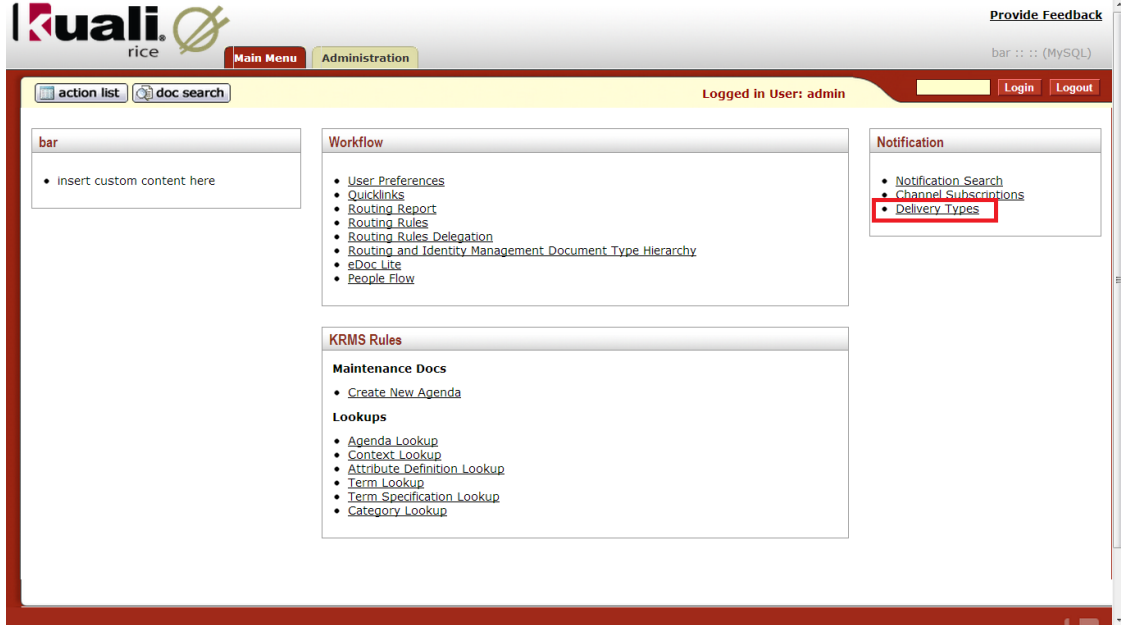 Kuali
rice
Provide Feedback
Main Menu
Administration
bar :: :: (MySQL)
action list
doc search
Logged in User: admin
Login
Logout
bar
insert custom content here
Workflow
User Preferences
Quicklinks
Routing Report
Routing Rules
Routing Rules Delegation
Routing and Identity Management Document Type Hierarchy
eDoc Lite
People Flow
KRMS Rules
Maintenance Docs
Create New Agenda
Lookups
Agenda Lookup
Context Lookup
Attribute Definition Lookup
Term Lookup
Term Specification Lookup
Category Lookup
Notification
Notification Search
Channel Subscriptions
Delivery Types